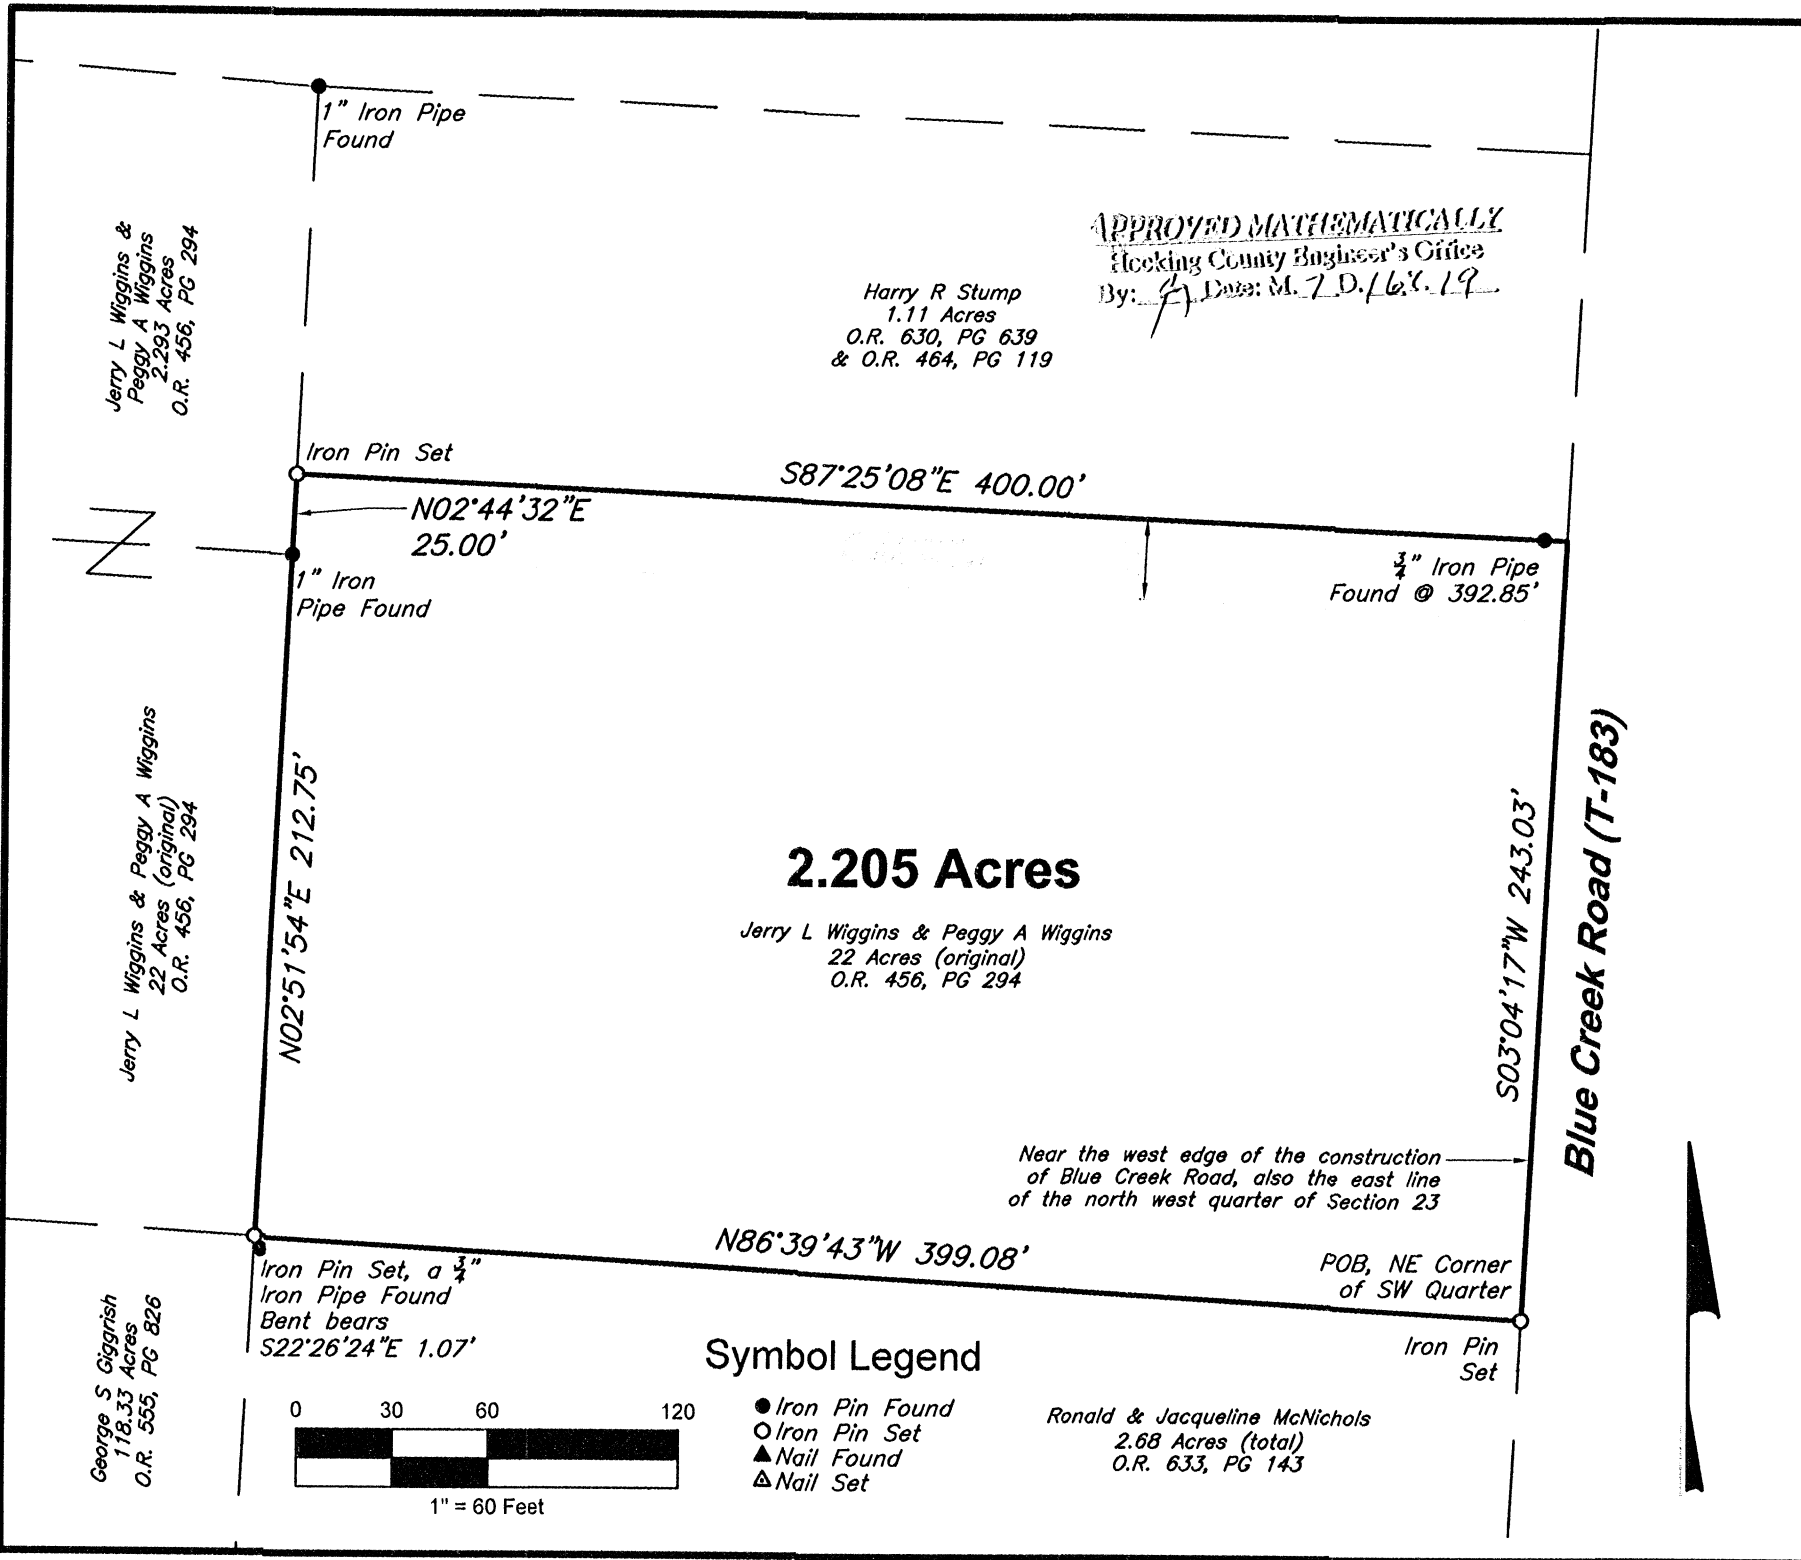 1" Iron Pipe
Found
Jerry L Wiggins &
Peggy A Wiggins
2.293 Acres
O.R. 456, PG 294
APPROVED MATHEMATICALLY
Hocking County Engineer's Office
By: Date: M. 7 D. 16 Y. 19
Harry R Stump
1.11 Acres
O.R. 630, PG 639
& O.R. 464, PG 119
Iron Pin Set
S87°25'08"E 400.00'
N02°44'32"E
25.00'
1" Iron
Pipe Found
3/4" Iron Pipe
Found @ 392.85'
Jerry L Wiggins & Peggy A Wiggins
22 Acres (original)
O.R. 456, PG 294
N02°51'54"E 212.75'
2.205 Acres
Jerry L Wiggins & Peggy A Wiggins
22 Acres (original)
O.R. 456, PG 294
S03°04'17"W 243.03'
Blue Creek Road (T-183)
Near the west edge of the construction
of Blue Creek Road, also the east line
of the north west quarter of Section 23
N86°39'43"W 399.08'
POB, NE Corner
of SW Quarter
Iron Pin
Set
Iron Pin Set, a 3/4"
Iron Pipe Found
Bent bears
S22°26'24"E 1.07'
George S Giggrish
118.33 Acres
O.R. 555, PG 826
0 30 60 120
1" = 60 Feet
Symbol Legend
Iron Pin Found
Iron Pin Set
Nail Found
Nail Set
Ronald & Jacqueline McNichols
2.68 Acres (total)
O.R. 633, PG 143
N